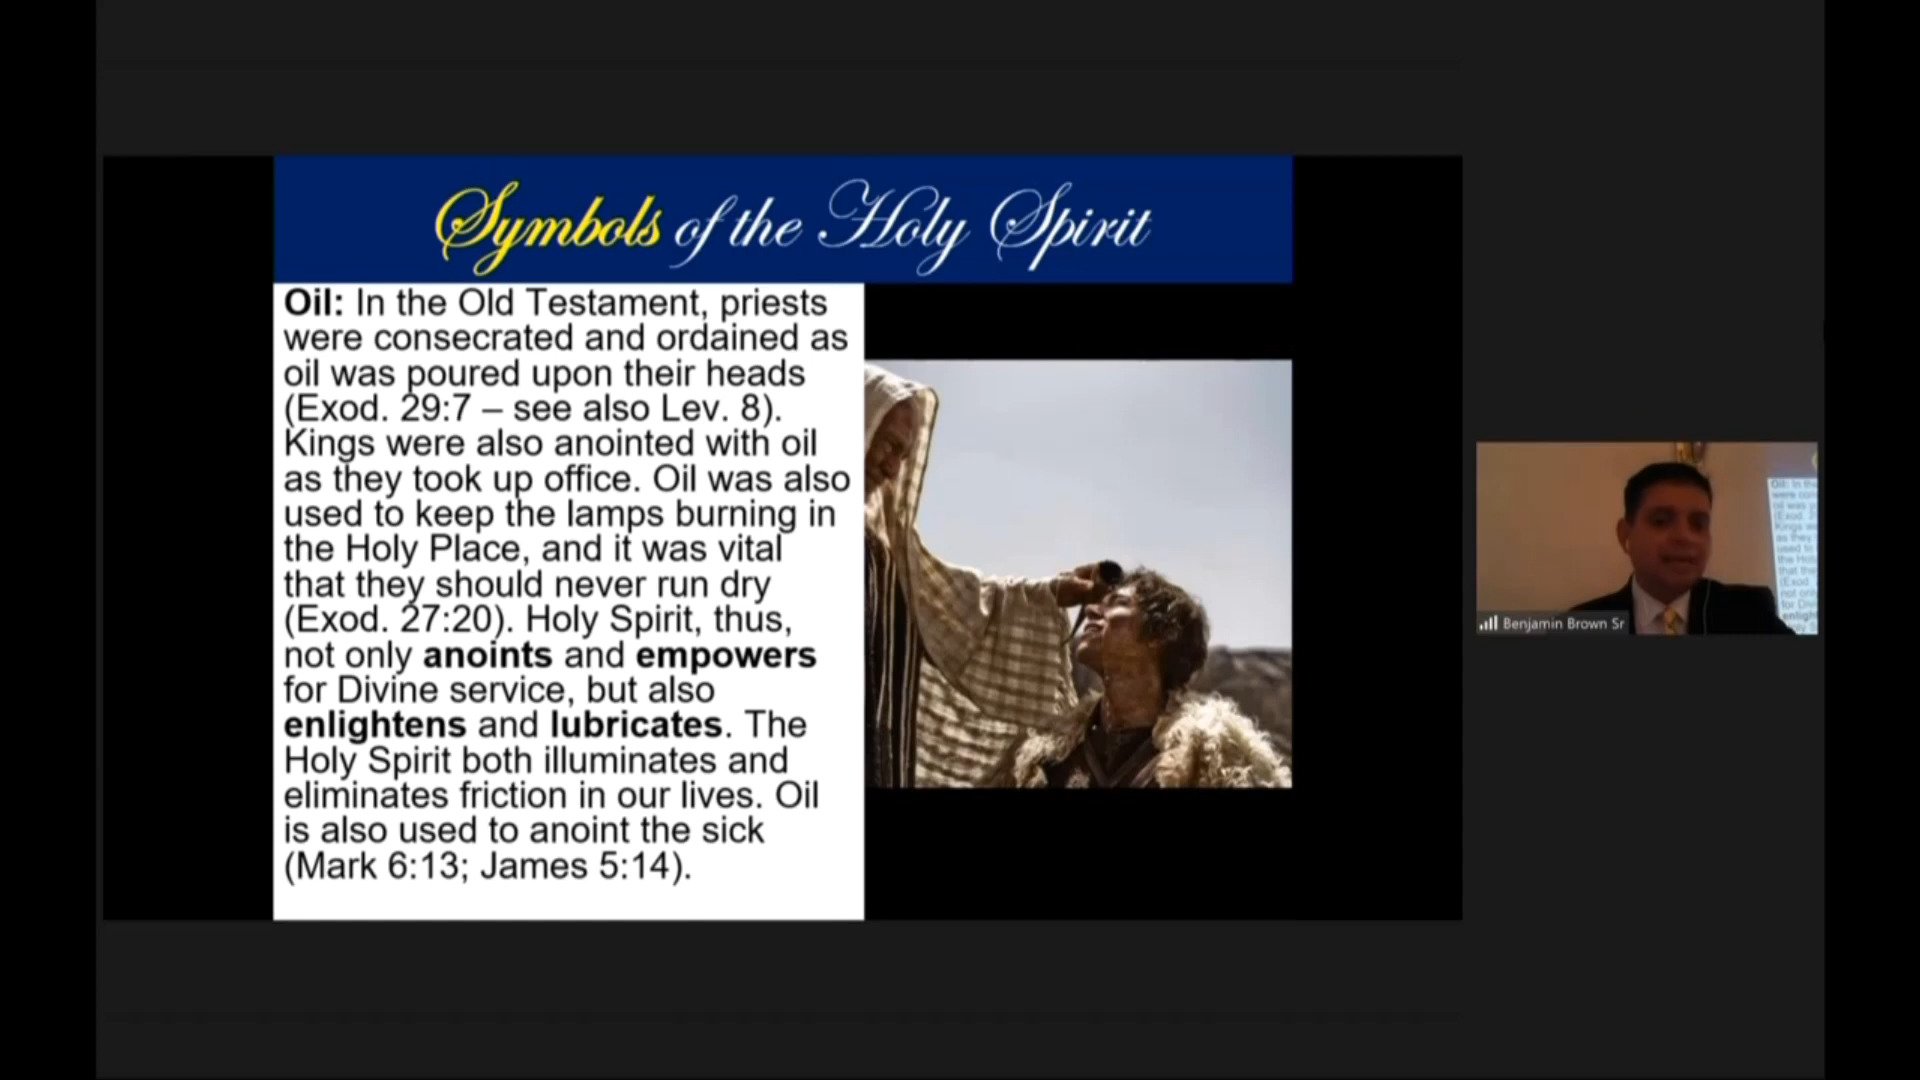 Symbols of the Holy Spirit
Oil: In the Old Testament, priests
were consecrated and ordained as
oil was poured upon their heads
(Exod. 29:7 – see also Lev. 8).
Kings were also anointed with oil
as they took up office. Oil was also
used to keep the lamps burning in
the Holy Place, and it was vital
that they should never run dry
(Exod. 27:20). Holy Spirit, thus,
not only anoints and empowers
for Divine service, but also
enlightens and lubricates. The
Holy Spirit both illuminates and
eliminates friction in our lives. Oil
is also used to anoint the sick
(Mark 6:13; James 5:14).
Benjamin Brown Sr